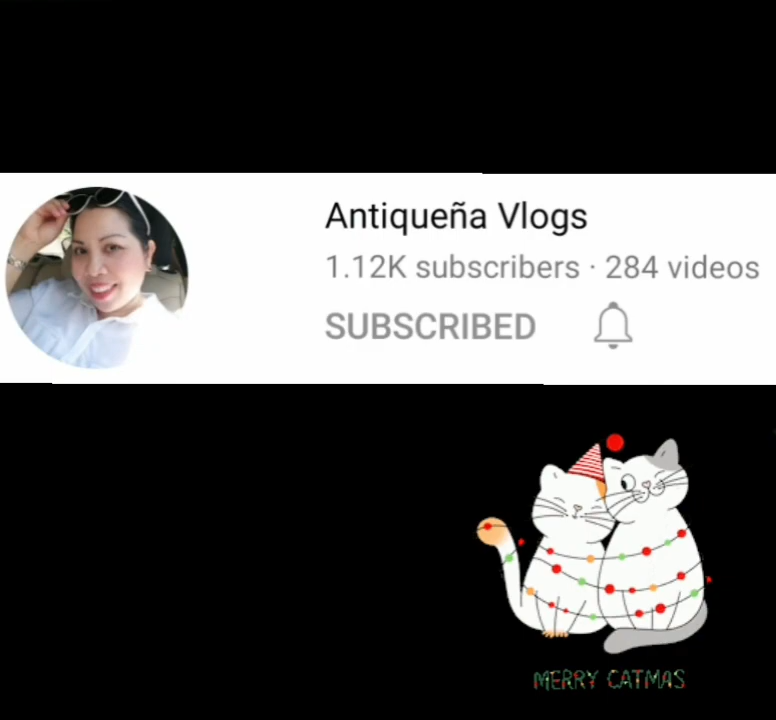 Antiqueña Vlogs
1.12K subscribers · 284 videos
SUBSCRIBED
MERRY CATMAS